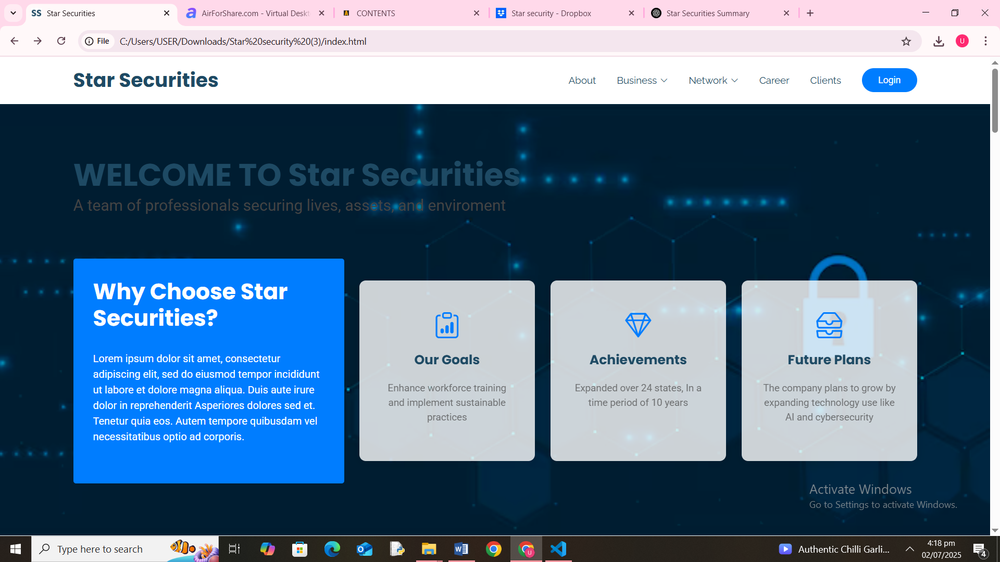 Star Securities
AirForShare.com - Virtual Deskt
CONTENTS
Star security - Dropbox
Star Securities Summary
File
C:/Users/USER/Downloads/Star%20security%20(3)/index.html
U
Star Securities
About
Business
Network
Career
Clients
Login
WELCOME TO Star Securities
A team of professionals securing lives, assets, and enviroment
Why Choose Star
Securities?
Lorem ipsum dolor sit amet, consectetur
adipiscing elit, sed do eiusmod tempor incididunt
ut labore et dolore magna aliqua. Duis aute irure
dolor in reprehenderit Asperiores dolores sed et.
Tenetur quia eos. Autem tempore quibusdam vel
necessitatibus optio ad corporis.
Our Goals
Enhance workforce training
and implement sustainable
practices
Achievements
Expanded over 24 states, In a
time period of 10 years
Future Plans
The company plans to grow by
expanding technology use like
AI and cybersecurity
Activate Windows
Go to Settings to activate Windows.
Type here to search
Authentic Chilli Garli...
4:18 pm
02/07/2025
4